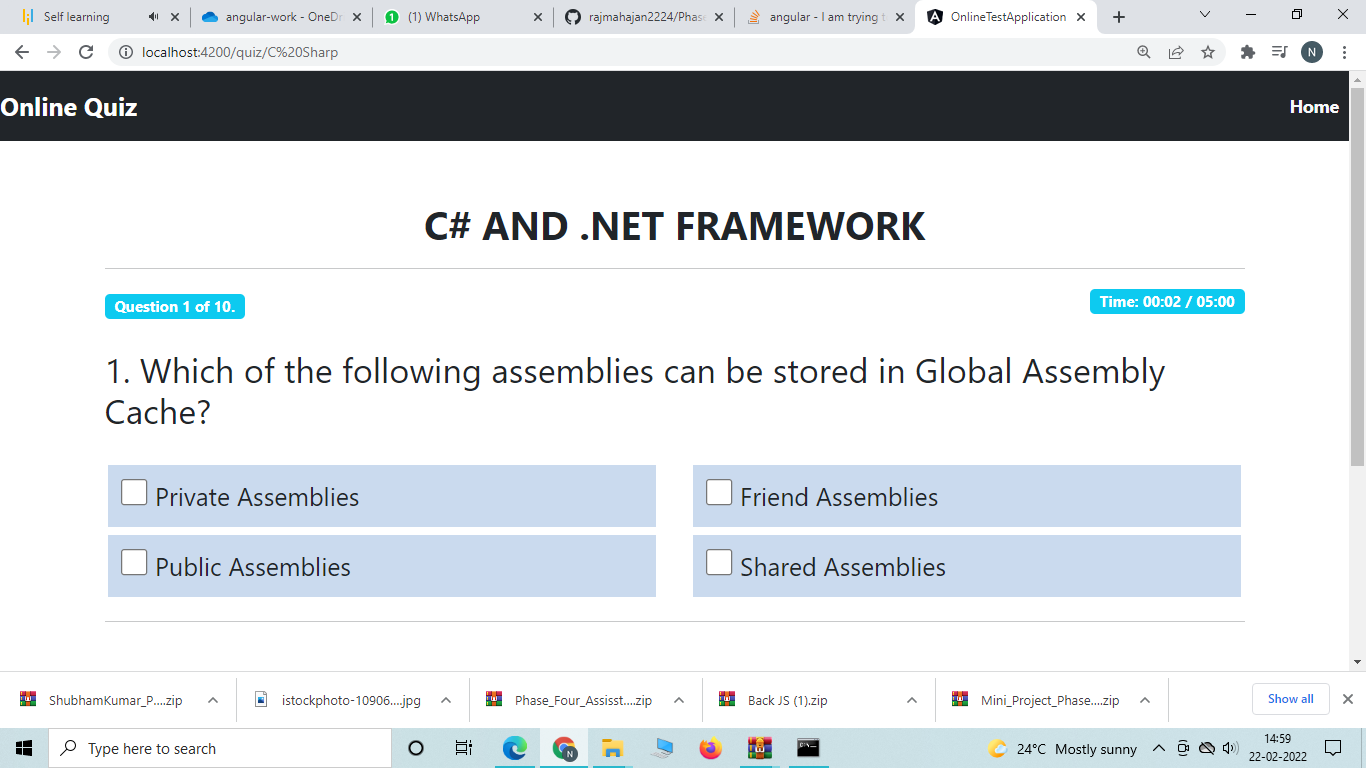 Self learning
angular-work - OneDr
(1) WhatsApp
rajmahajan2224/Phase
angular - I am trying t
OnlineTestApplication
localhost:4200/quiz/C%20Sharp
N
Online Quiz
Home
C# AND .NET FRAMEWORK
Question 1 of 10.
Time: 00:02 / 05:00
1. Which of the following assemblies can be stored in Global Assembly
Cache?
Private Assemblies
Friend Assemblies
Public Assemblies
Shared Assemblies
ShubhamKumar_P....zip
istockphoto-10906....jpg
Phase_Four_Assisst....zip
Back JS (1).zip
Mini_Project_Phase....zip
Show all
Type here to search
N
24°C Mostly sunny
14:59
22-02-2022